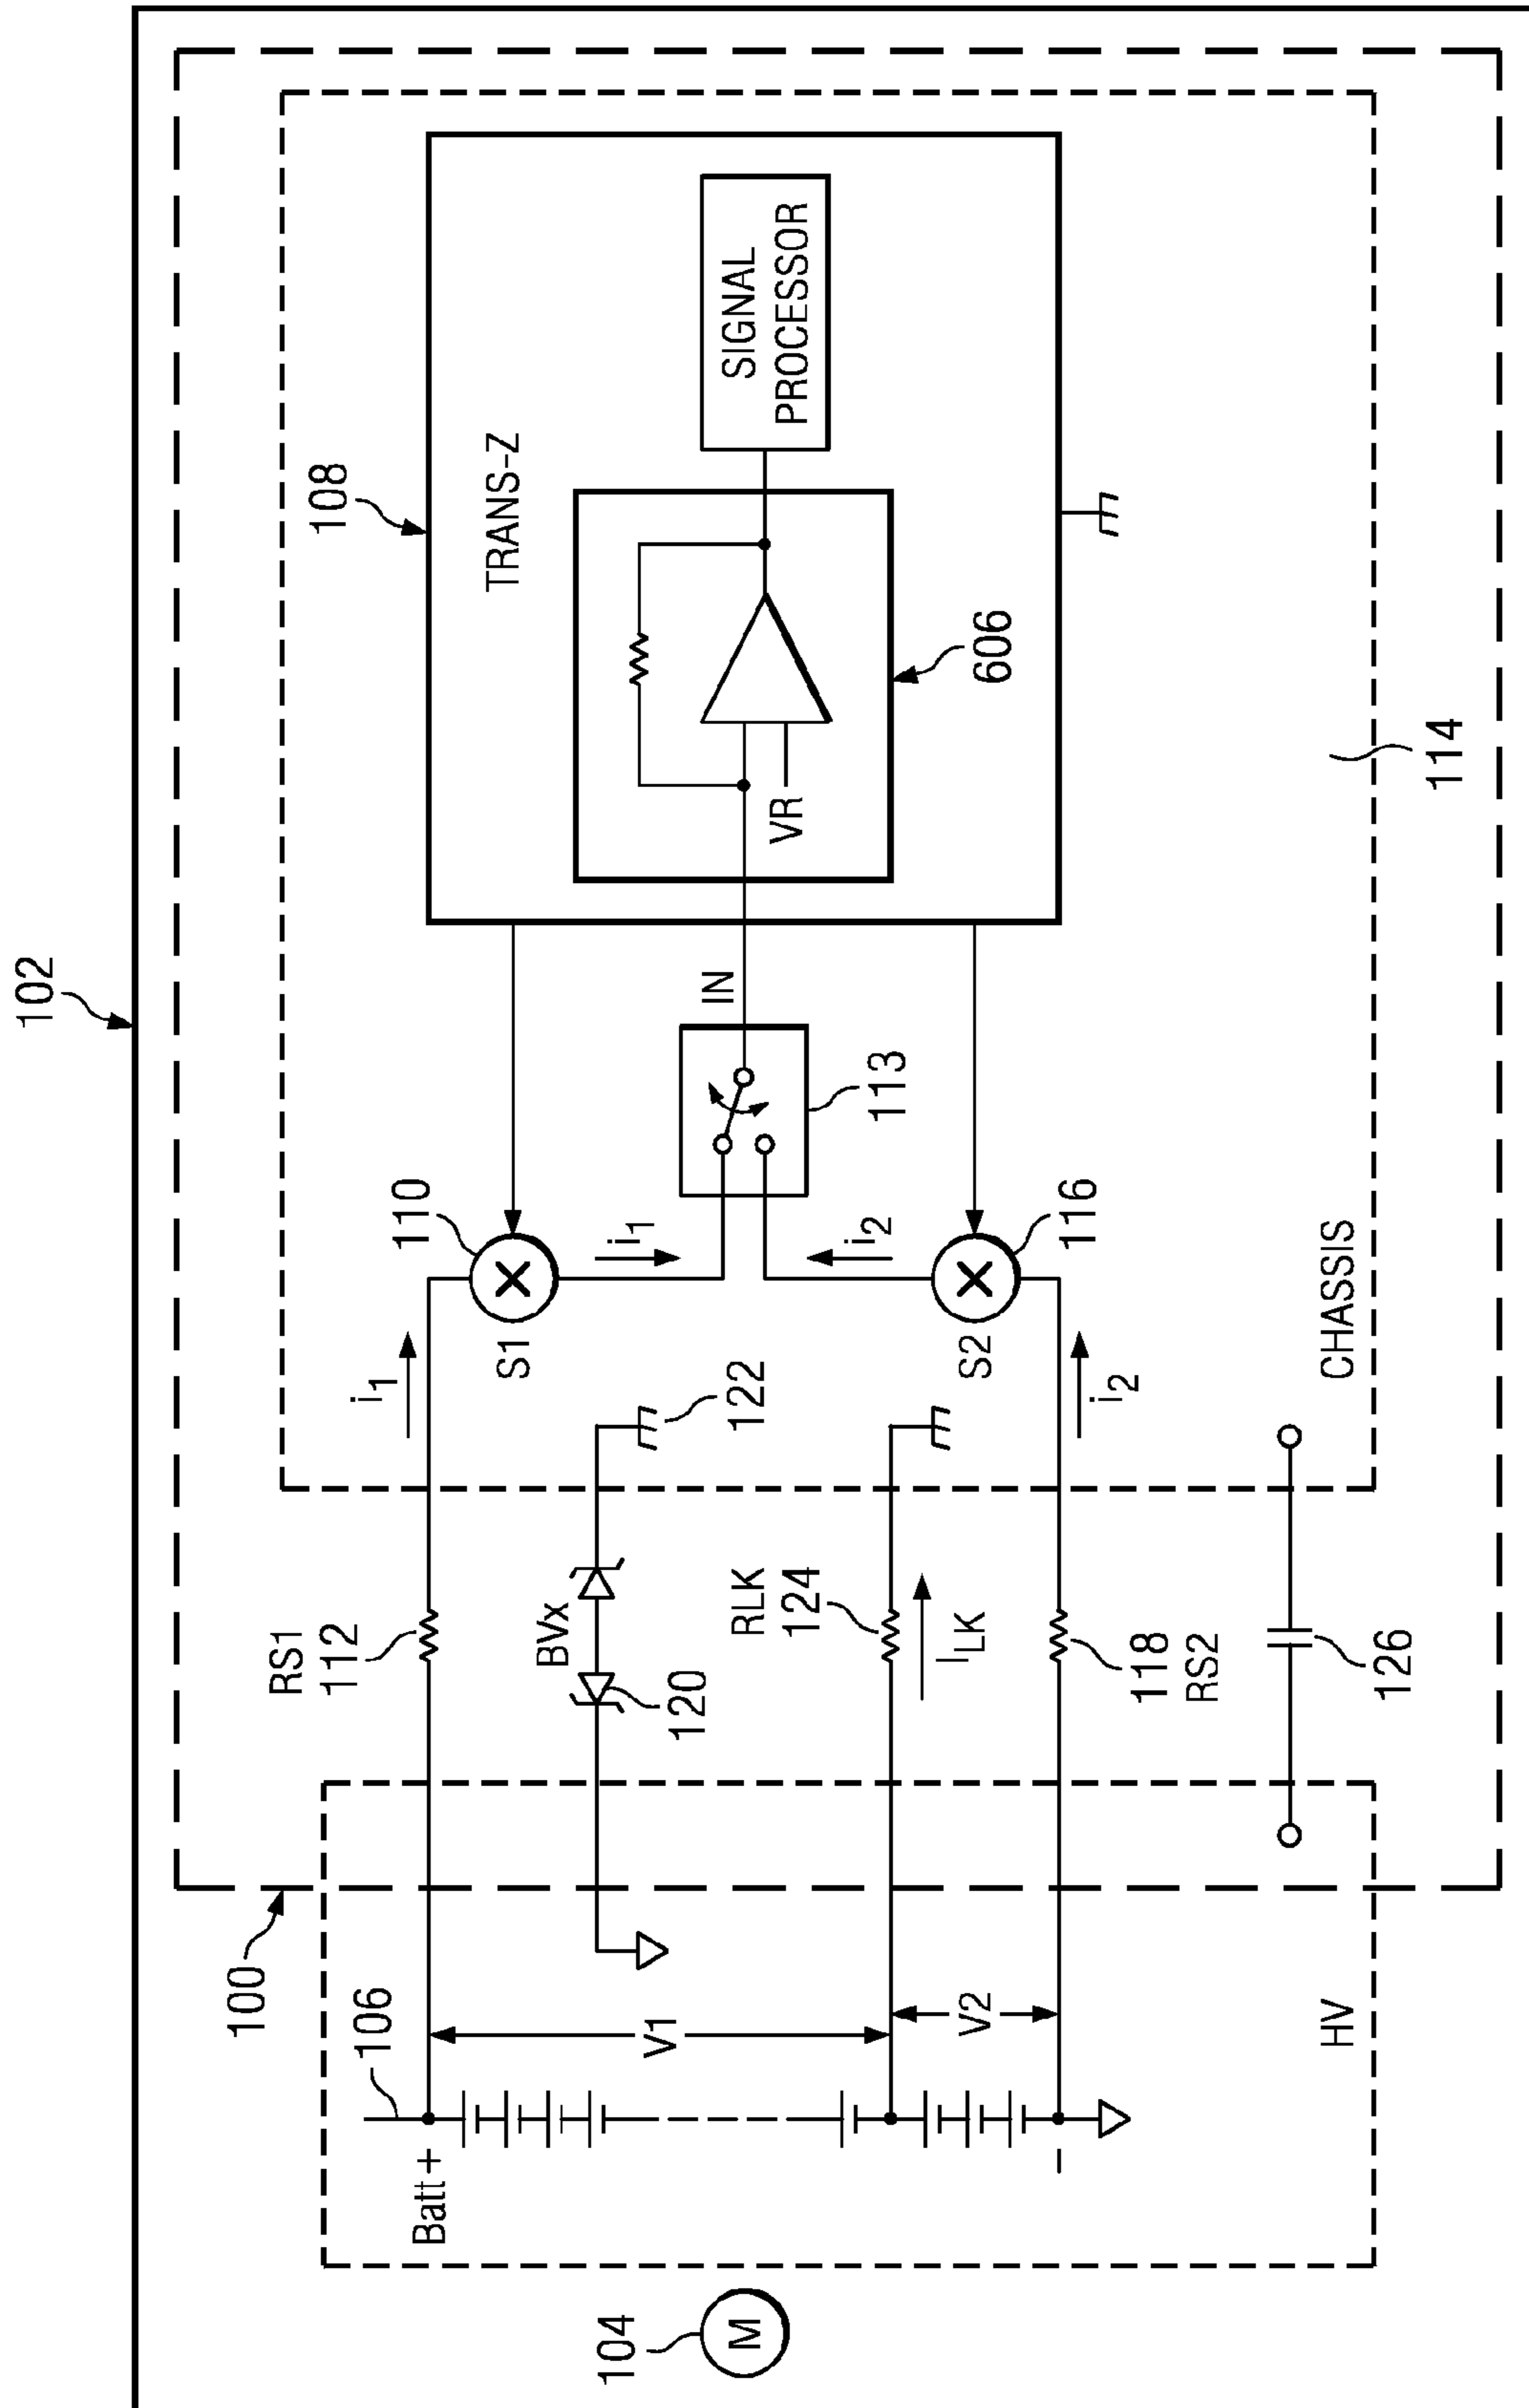 102
100
108
TRANS-Z
SIGNAL
PROCESSOR
606
VR
IN
113
110
S1
i1
i1
116
S2
i2
i2
122
RS1
112
BVx
120
RLK
124
ILK
118
RS2
126
106
Batt +
–
V1
V2
HV
CHASSIS
114
104
M